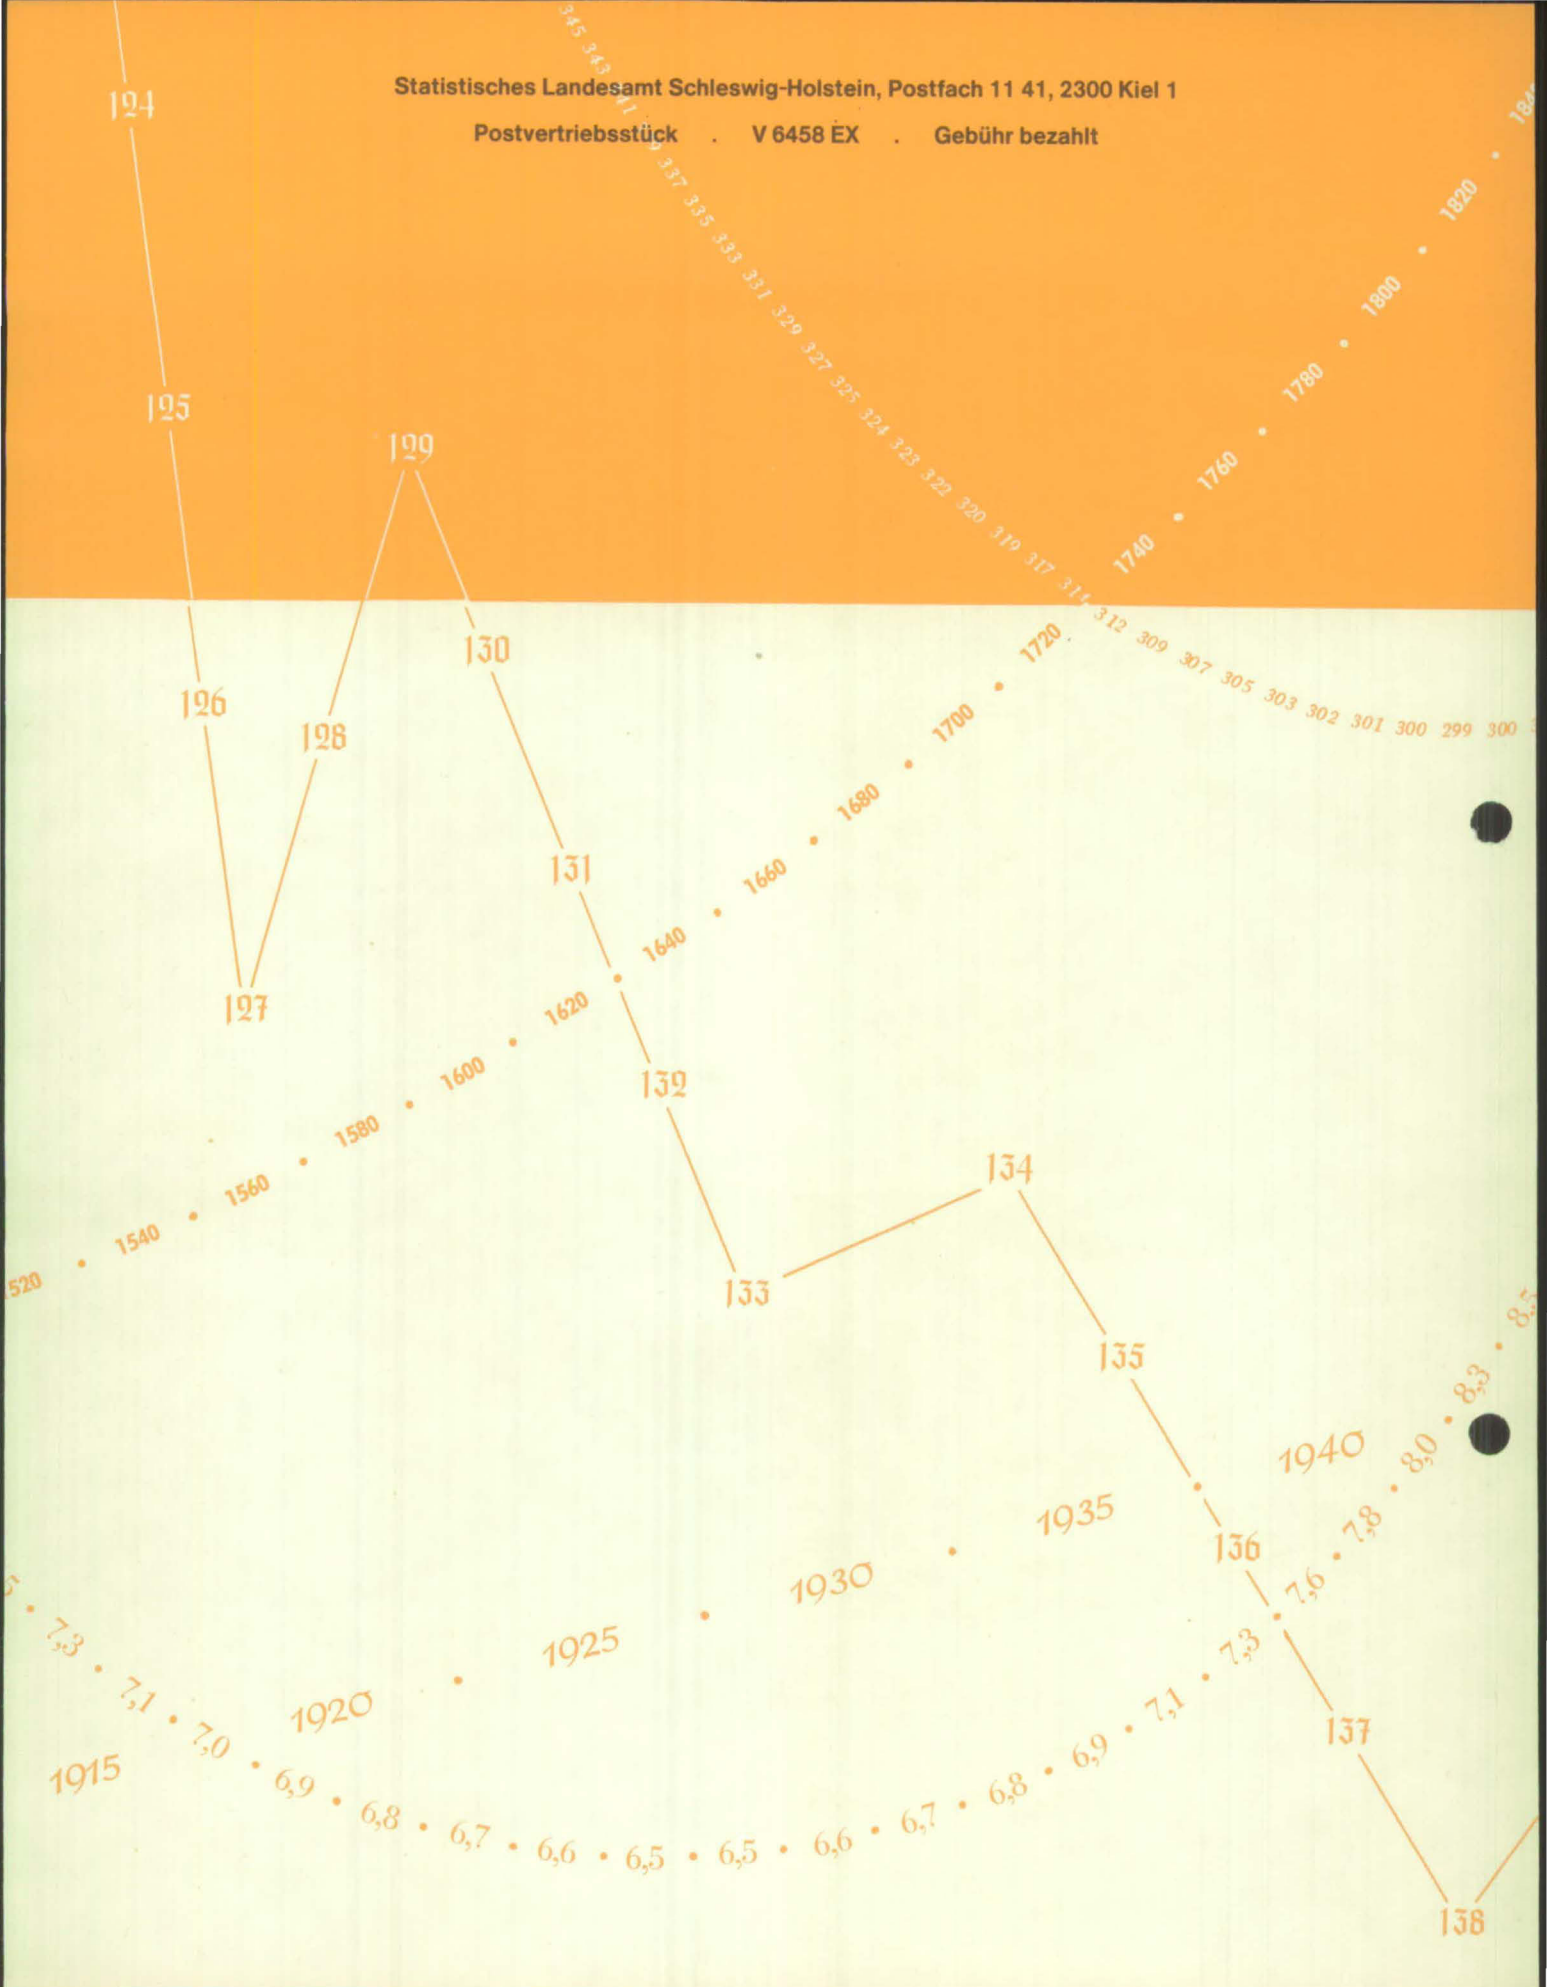 Statistisches Landesamt Schleswig-Holstein, Postfach 11 41, 2300 Kiel 1
Postvertriebsstück . V 6458 EX . Gebühr bezahlt
124
125
126
127
128
129
130
131
132
133
134
135
136
137
138
345 343 337 335 333 331 329 327 325 324 323 322 320 319 317 314 312 309 307 305 303 302 301 300 299 300
520 • 1540 • 1560 • 1580 • 1600 • 1620 • 1640 • 1660 • 1680 • 1700 • 1720 1740 • 1760 • 1780 • 1800 • 1820 •
1915 1920 • 1925 • 1930 • 1935 • 1940
• 7,3 • 7,1 • 7,0 • 6,9 • 6,8 • 6,7 • 6,6 • 6,5 • 6,5 • 6,6 • 6,7 • 6,8 • 6,9 • 7,1 • 7,3 • 7,6 • 7,8 • 8,0 • 8,3 • 8,5